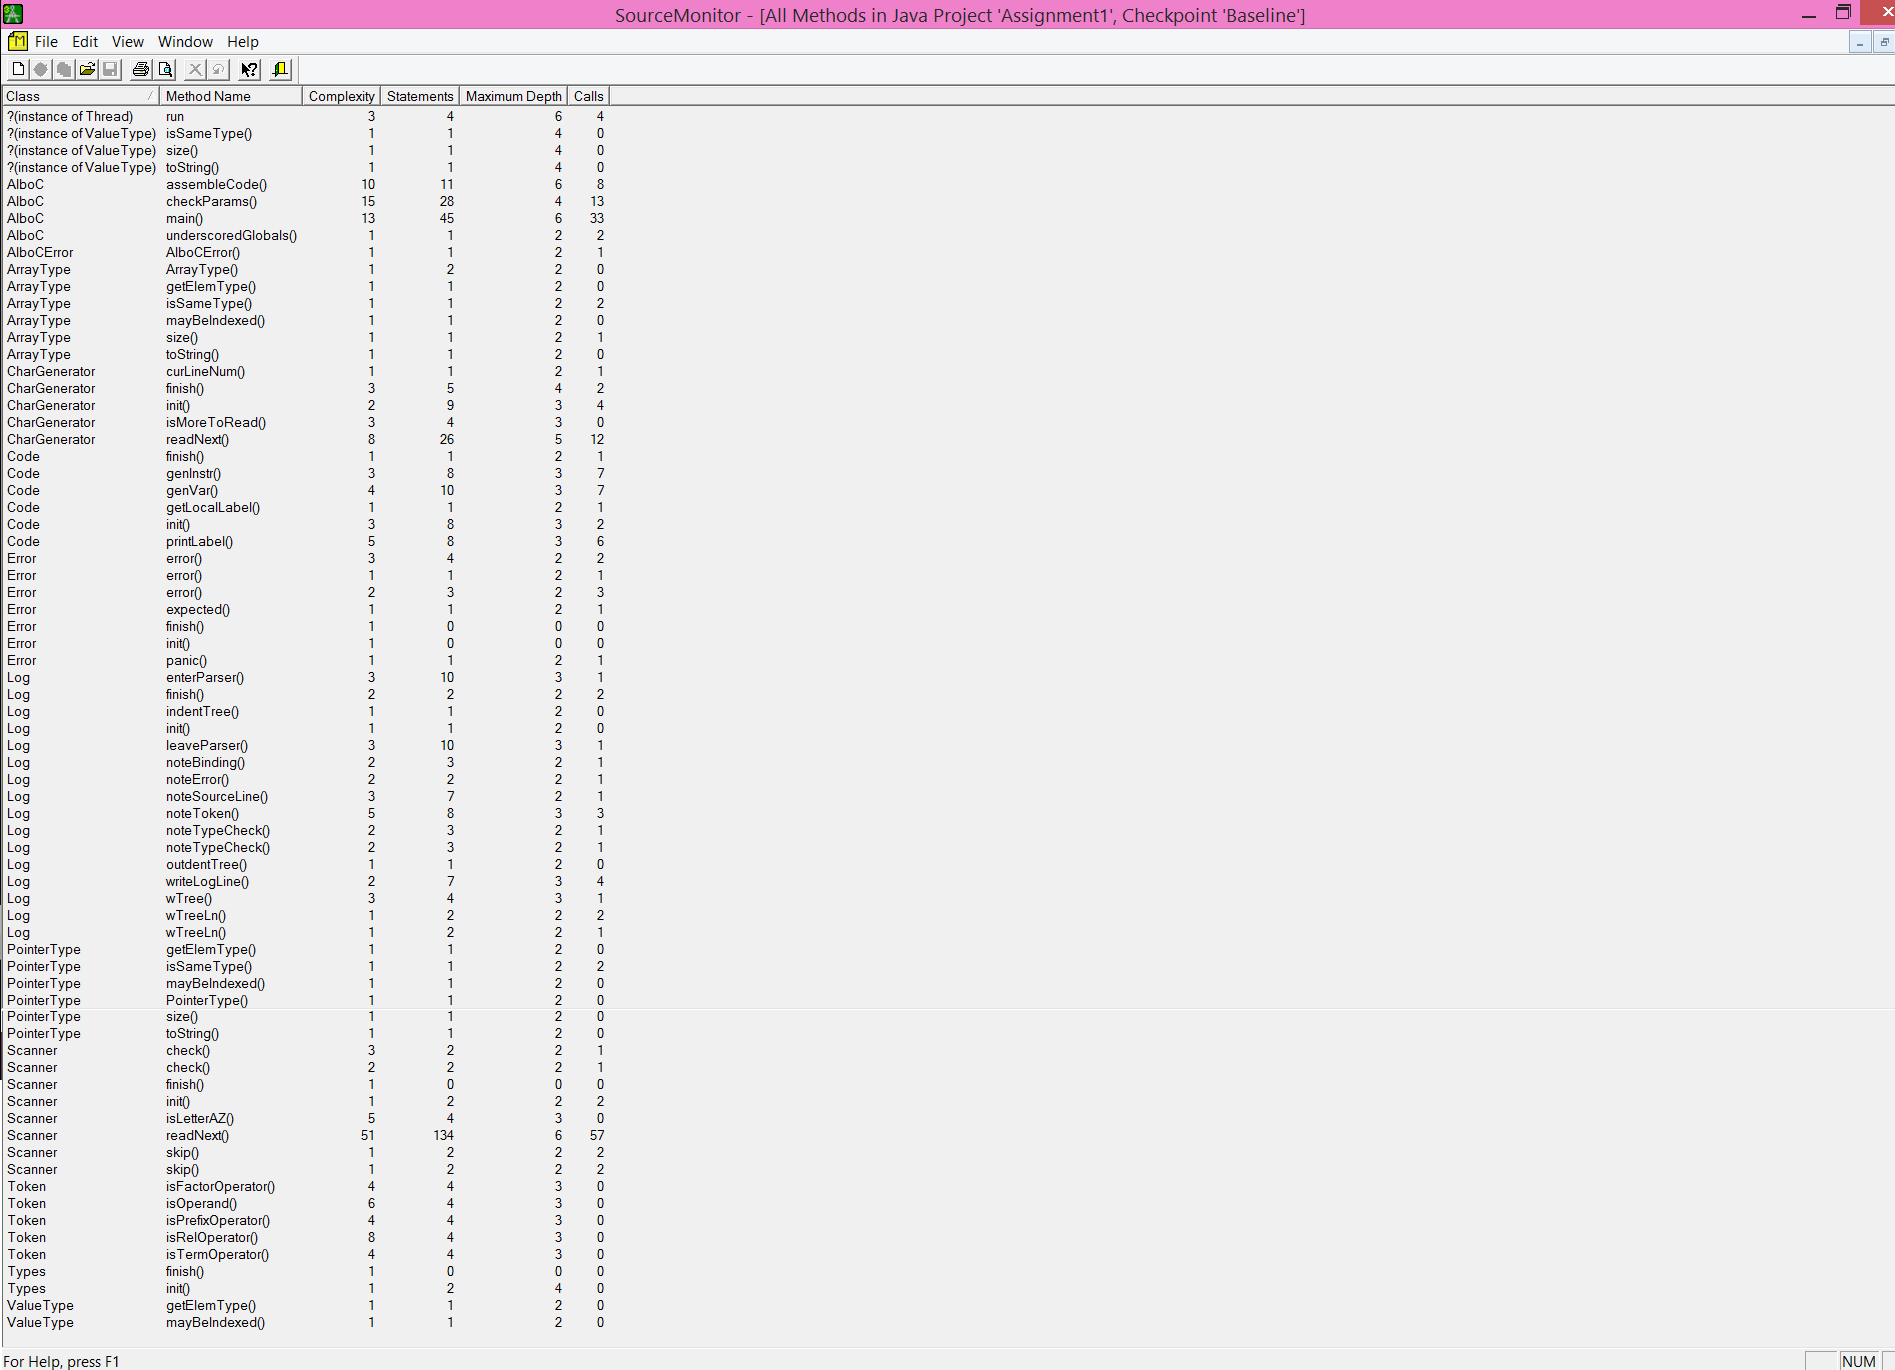 SourceMonitor - [All Methods in Java Project 'Assignment1', Checkpoint 'Baseline']
File Edit View Window Help
Class Method Name Complexity Statements Maximum Depth Calls
?(instance of Thread) run 3 4 6 4
?(instance of ValueType) isSameType() 1 1 4 0
?(instance of ValueType) size() 1 1 4 0
?(instance of ValueType) toString() 1 1 4 0
AlboC assembleCode() 10 11 6 8
AlboC checkParams() 15 28 4 13
AlboC main() 13 45 6 33
AlboC underscoredGlobals() 1 1 2 2
AlboCError AlboCError() 1 1 2 1
ArrayType ArrayType() 1 2 2 0
ArrayType getElemType() 1 1 2 0
ArrayType isSameType() 1 1 2 2
ArrayType mayBeIndexed() 1 1 2 0
ArrayType size() 1 1 2 1
ArrayType toString() 1 1 2 0
CharGenerator curLineNum() 1 1 2 1
CharGenerator finish() 3 5 4 2
CharGenerator init() 2 9 3 4
CharGenerator isMoreToRead() 3 4 3 0
CharGenerator readNext() 8 26 5 12
Code finish() 1 1 2 1
Code genInstr() 3 8 3 7
Code genVar() 4 10 3 7
Code getLocalLabel() 1 1 2 1
Code init() 3 8 3 2
Code printLabel() 5 8 3 6
Error error() 3 4 2 2
Error error() 1 1 2 1
Error error() 2 3 2 3
Error expected() 1 1 2 1
Error finish() 1 0 0 0
Error init() 1 0 0 0
Error panic() 1 1 2 1
Log enterParser() 3 10 3 1
Log finish() 2 2 2 2
Log indentTree() 1 1 2 0
Log init() 1 1 2 0
Log leaveParser() 3 10 3 1
Log noteBinding() 2 3 2 1
Log noteError() 2 2 2 1
Log noteSourceLine() 3 7 2 1
Log noteToken() 5 8 3 3
Log noteTypeCheck() 2 3 2 1
Log noteTypeCheck() 2 3 2 1
Log outdentTree() 1 1 2 0
Log writeLogLine() 2 7 3 4
Log wTree() 3 4 3 1
Log wTreeLn() 1 2 2 2
Log wTreeLn() 1 2 2 1
PointerType getElemType() 1 1 2 0
PointerType isSameType() 1 1 2 2
PointerType mayBeIndexed() 1 1 2 0
PointerType PointerType() 1 1 2 0
PointerType size() 1 1 2 0
PointerType toString() 1 1 2 0
Scanner check() 3 2 2 1
Scanner check() 2 2 2 1
Scanner finish() 1 0 0 0
Scanner init() 1 2 2 2
Scanner isLetterAZ() 5 4 3 0
Scanner readNext() 51 134 6 57
Scanner skip() 1 2 2 2
Scanner skip() 1 2 2 2
Token isFactorOperator() 4 4 3 0
Token isOperand() 6 4 3 0
Token isPrefixOperator() 4 4 3 0
Token isRelOperator() 8 4 3 0
Token isTermOperator() 4 4 3 0
Types finish() 1 0 0 0
Types init() 1 2 4 0
ValueType getElemType() 1 1 2 0
ValueType mayBeIndexed() 1 1 2 0
For Help, press F1 NUM